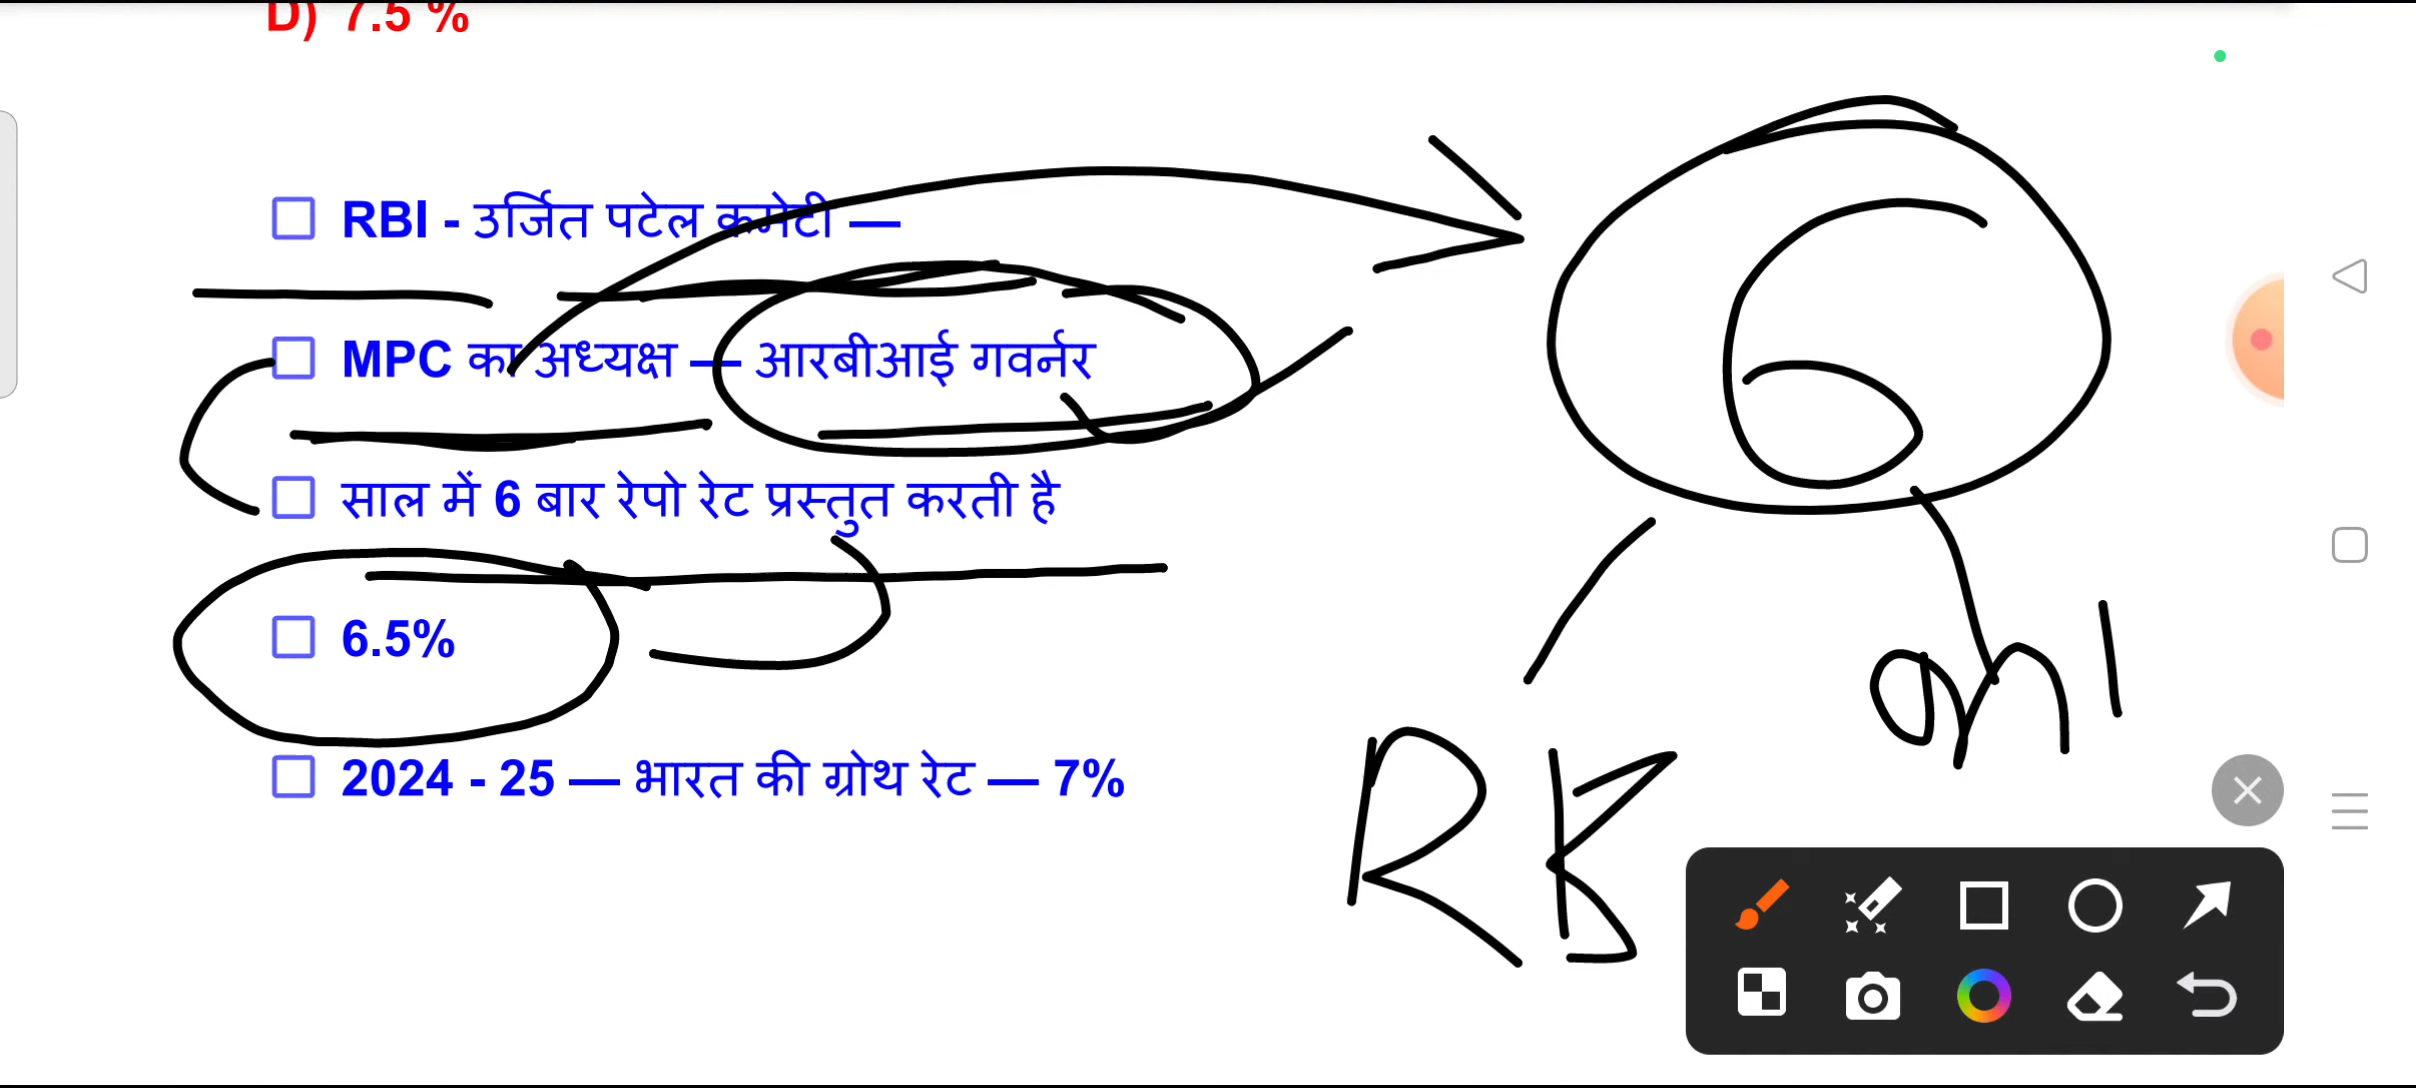 D) 7.5 %
RBI - उर्जित पटेल कमेटी —
MPC का अध्यक्ष — आरबीआई गवर्नर
साल में 6 बार रेपो रेट प्रस्तुत करती है
6.5%
2024 - 25 — भारत की ग्रोथ रेट — 7%
6